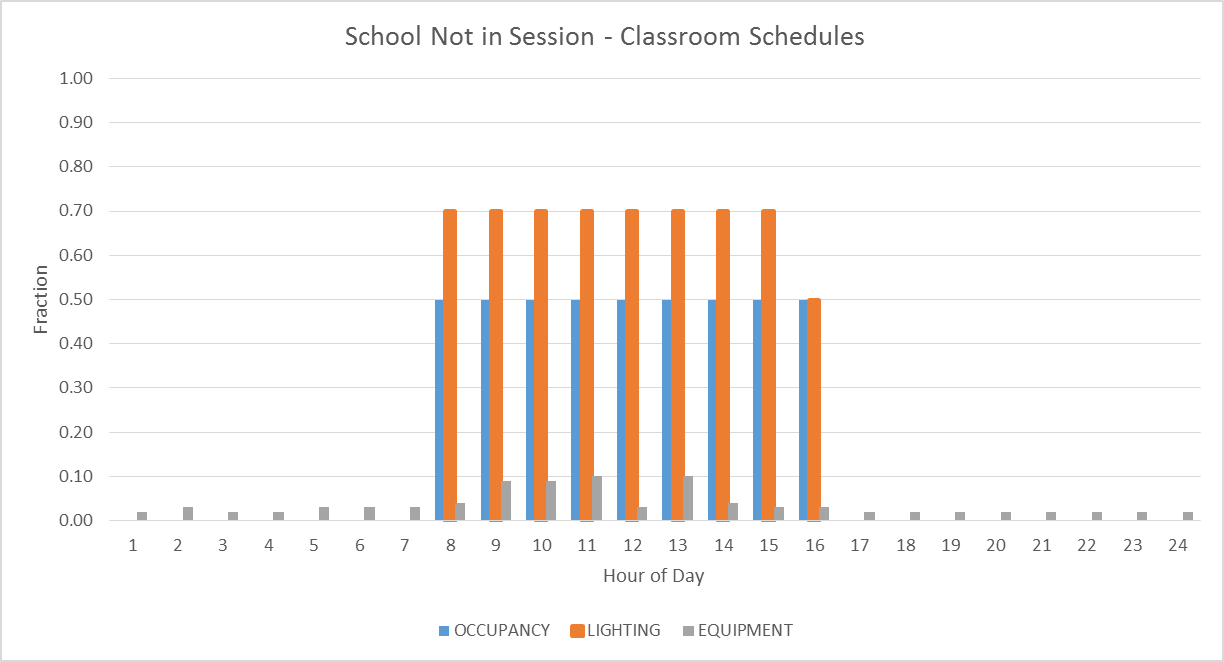 School Not in Session - Classroom Schedules
1.00
0.90
0.80
0.70
0.60
0.50
0.40
0.30
0.20
0.10
0.00
Fraction
1 2 3 4 5 6 7 8 9 10 11 12 13 14 15 16 17 18 19 20 21 22 23 24
Hour of Day
OCCUPANCY LIGHTING EQUIPMENT